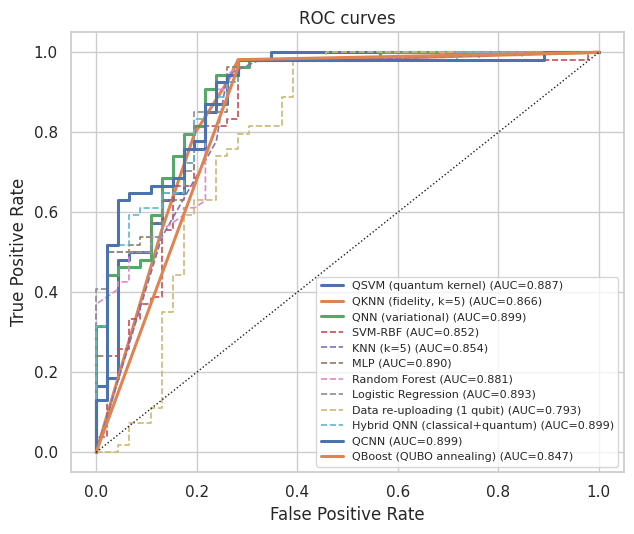 ROC curves
True Positive Rate
1.0
0.8
0.6
0.4
0.2
0.0
QSVM (quantum kernel) (AUC=0.887)
QKNN (fidelity, k=5) (AUC=0.866)
QNN (variational) (AUC=0.899)
SVM-RBF (AUC=0.852)
KNN (k=5) (AUC=0.854)
MLP (AUC=0.890)
Random Forest (AUC=0.881)
Logistic Regression (AUC=0.893)
Data re-uploading (1 qubit) (AUC=0.793)
Hybrid QNN (classical+quantum) (AUC=0.899)
QCNN (AUC=0.899)
QBoost (QUBO annealing) (AUC=0.847)
0.0 0.2 0.4 0.6 0.8 1.0
False Positive Rate